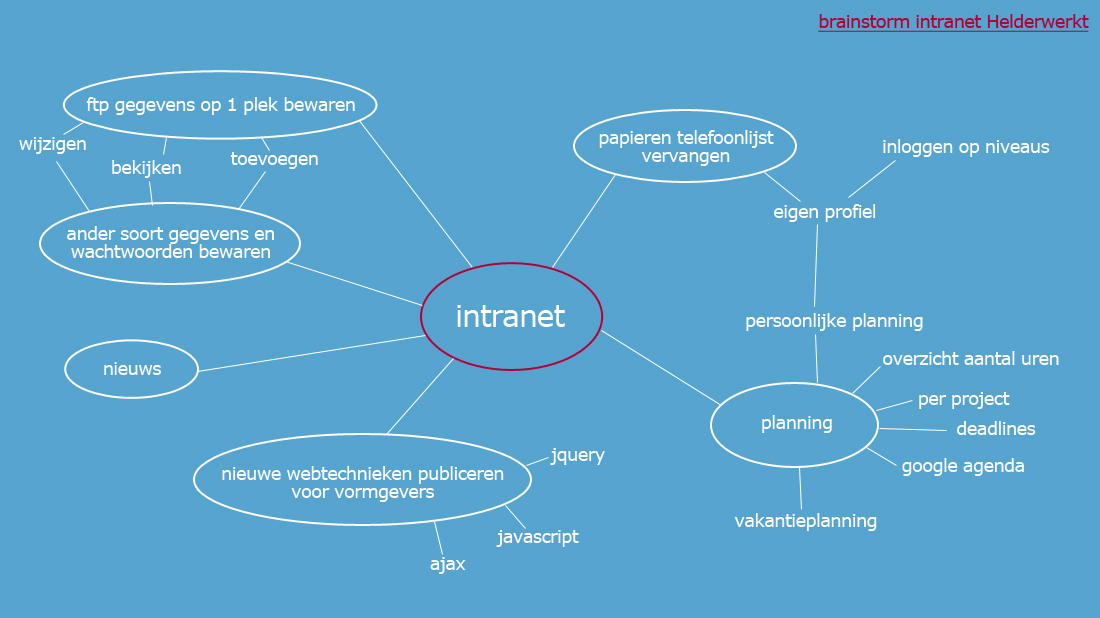 brainstorm intranet Helderwerkt
ftp gegevens op 1 plek bewaren
wijzigen
bekijken
toevoegen
ander soort gegevens en
wachtwoorden bewaren
papieren telefoonlijst
vervangen
inloggen op niveaus
eigen profiel
intranet
persoonlijke planning
nieuws
overzicht aantal uren
per project
planning
deadlines
google agenda
vakantieplanning
nieuwe webtechnieken publiceren
voor vormgevers
jquery
javascript
ajax